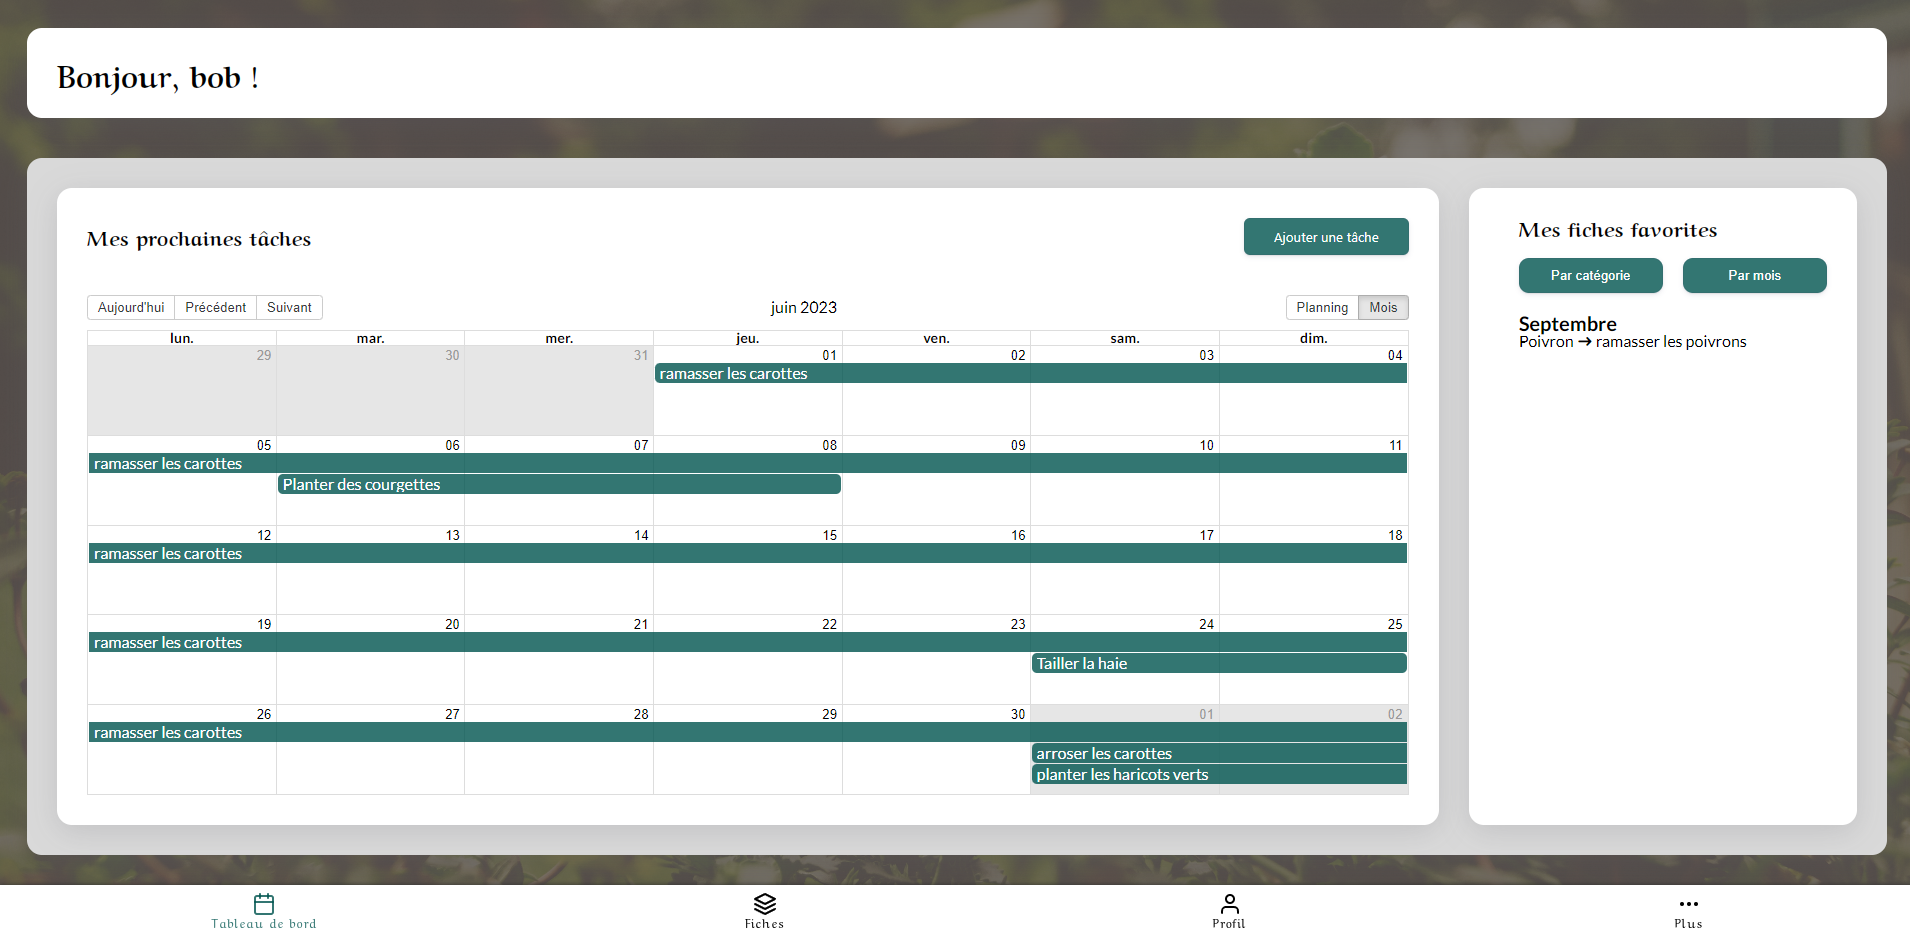 Bonjour, bob !
Mes prochaines tâches
Ajouter une tâche
Aujourd'hui Précédent Suivant
juin 2023
Planning Mois
lun. mar. mer. jeu. ven. sam. dim.
29 30 31 01 02 03 04
ramasser les carottes
05 06 07 08 09 10 11
ramasser les carottes
Planter des courgettes
12 13 14 15 16 17 18
ramasser les carottes
19 20 21 22 23 24 25
ramasser les carottes
Tailler la haie
26 27 28 29 30 01 02
ramasser les carottes
arroser les carottes
planter les haricots verts
Mes fiches favorites
Par catégorie Par mois
Septembre
Poivron → ramasser les poivrons
Tableau de bord Fiches Profil Plus